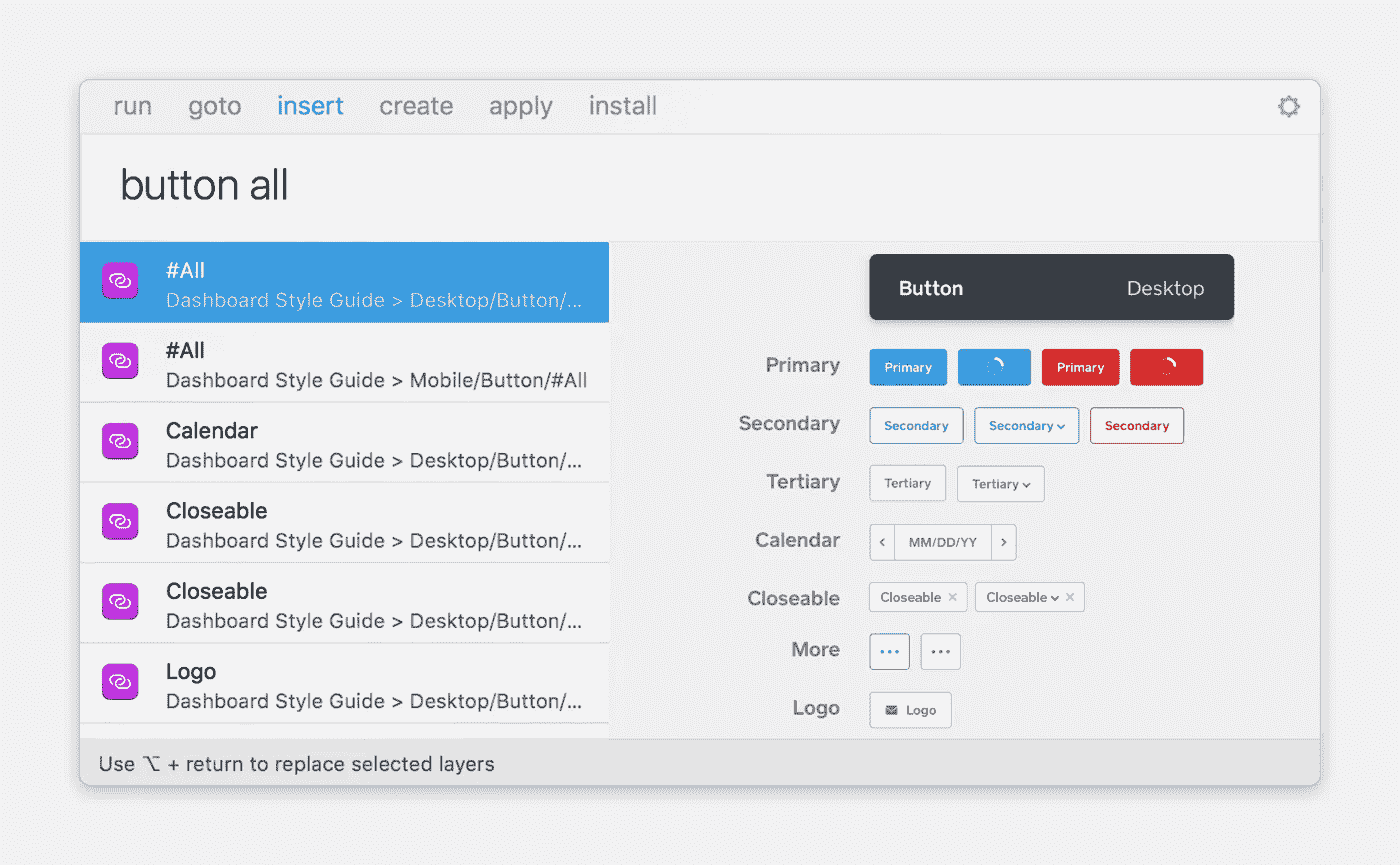 run goto insert create apply install
button all
#All
Dashboard Style Guide > Desktop/Button/...
#All
Dashboard Style Guide > Mobile/Button/#All
Calendar
Dashboard Style Guide > Desktop/Button/...
Closeable
Dashboard Style Guide > Desktop/Button/...
Closeable
Dashboard Style Guide > Desktop/Button/...
Logo
Dashboard Style Guide > Desktop/Button/...
Button Desktop
Primary Primary Primary
Secondary Secondary Secondary Secondary
Tertiary Tertiary Tertiary
Calendar < MM/DD/YY >
Closeable Closeable × Closeable ×
More ... ...
Logo Logo
Use ⌥ + return to replace selected layers